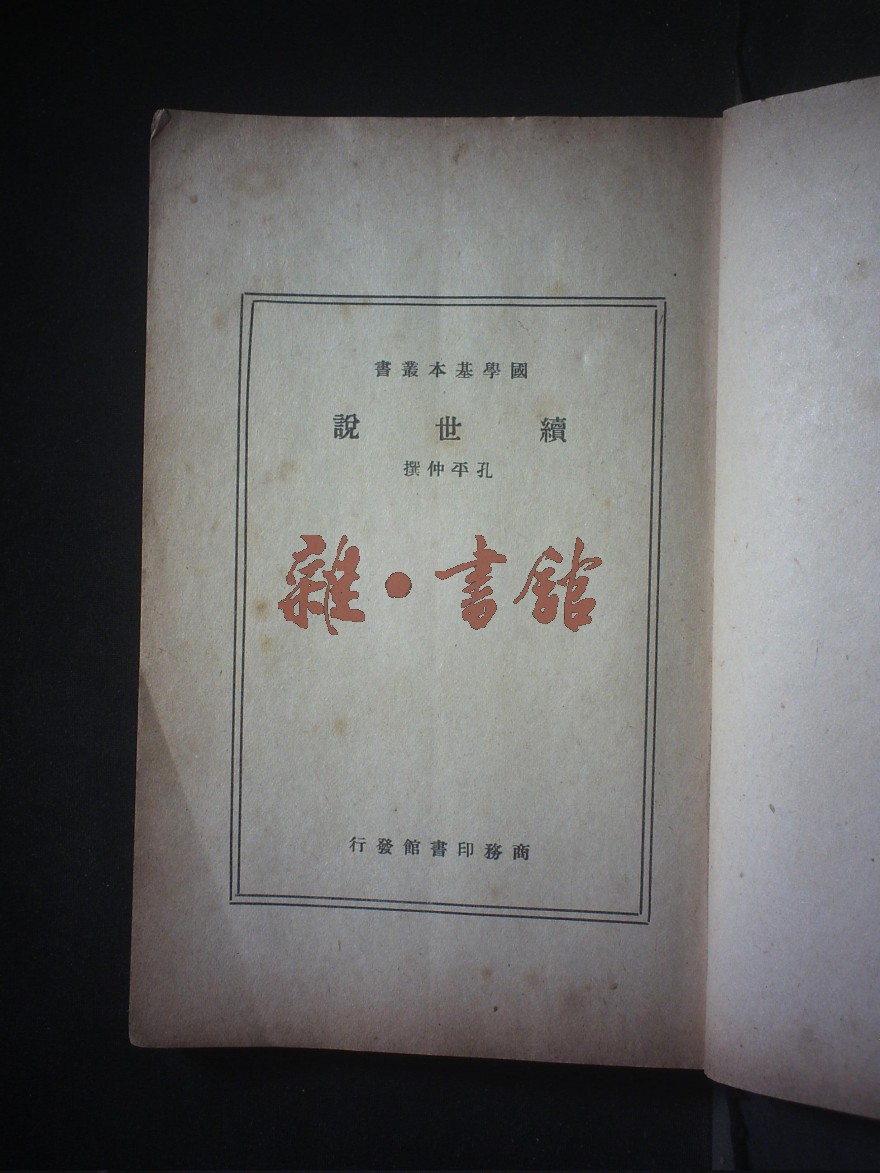 國學基本叢書
續世說
孔平仲撰
雜·書館
商務印書館發行